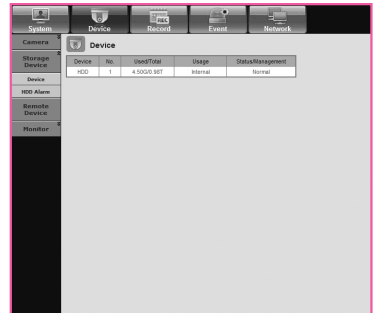 System Device Record Event Network
Camera
Device
Storage Device
Device No. Used/Total Usage Status/Management
HDD 1 4.50G/0.98T Internal Normal
Device
HDD Alarm
Remote Device
Monitor